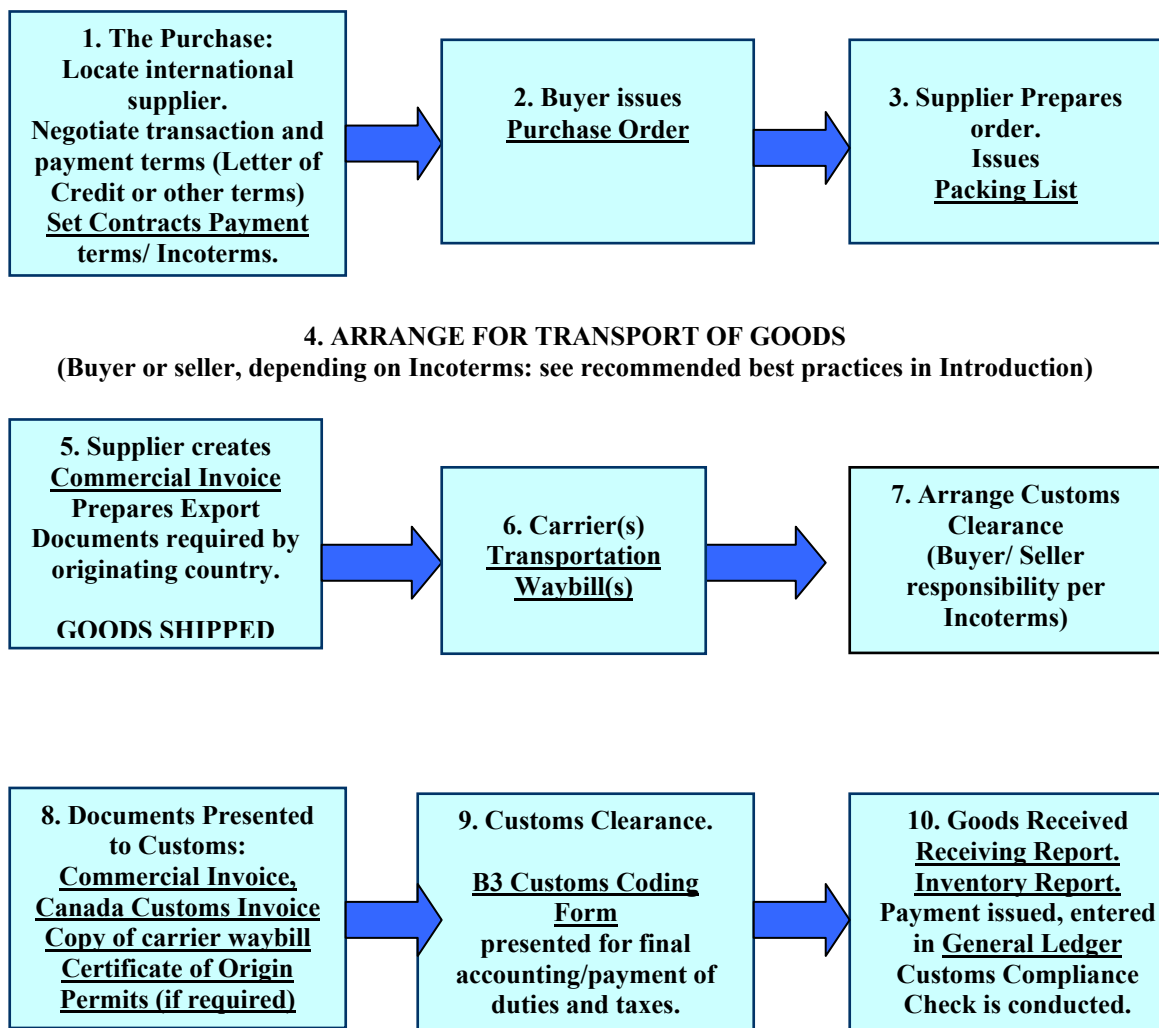 1. The Purchase:
Locate international
supplier.
Negotiate transaction and
payment terms (Letter of
Credit or other terms)
Set Contracts Payment
terms/ Incoterms.
2. Buyer issues
Purchase Order
3. Supplier Prepares
order.
Issues
Packing List
4. ARRANGE FOR TRANSPORT OF GOODS
(Buyer or seller, depending on Incoterms: see recommended best practices in Introduction)
5. Supplier creates
Commercial Invoice
Prepares Export
Documents required by
originating country.
GOODS SHIPPED
6. Carrier(s)
Transportation
Waybill(s)
7. Arrange Customs
Clearance
(Buyer/ Seller
responsibility per
Incoterms)
8. Documents Presented
to Customs:
Commercial Invoice,
Canada Customs Invoice
Copy of carrier waybill
Certificate of Origin
Permits (if required)
9. Customs Clearance.
B3 Customs Coding
Form
presented for final
accounting/payment of
duties and taxes.
10. Goods Received
Receiving Report.
Inventory Report.
Payment issued, entered
in General Ledger
Customs Compliance
Check is conducted.